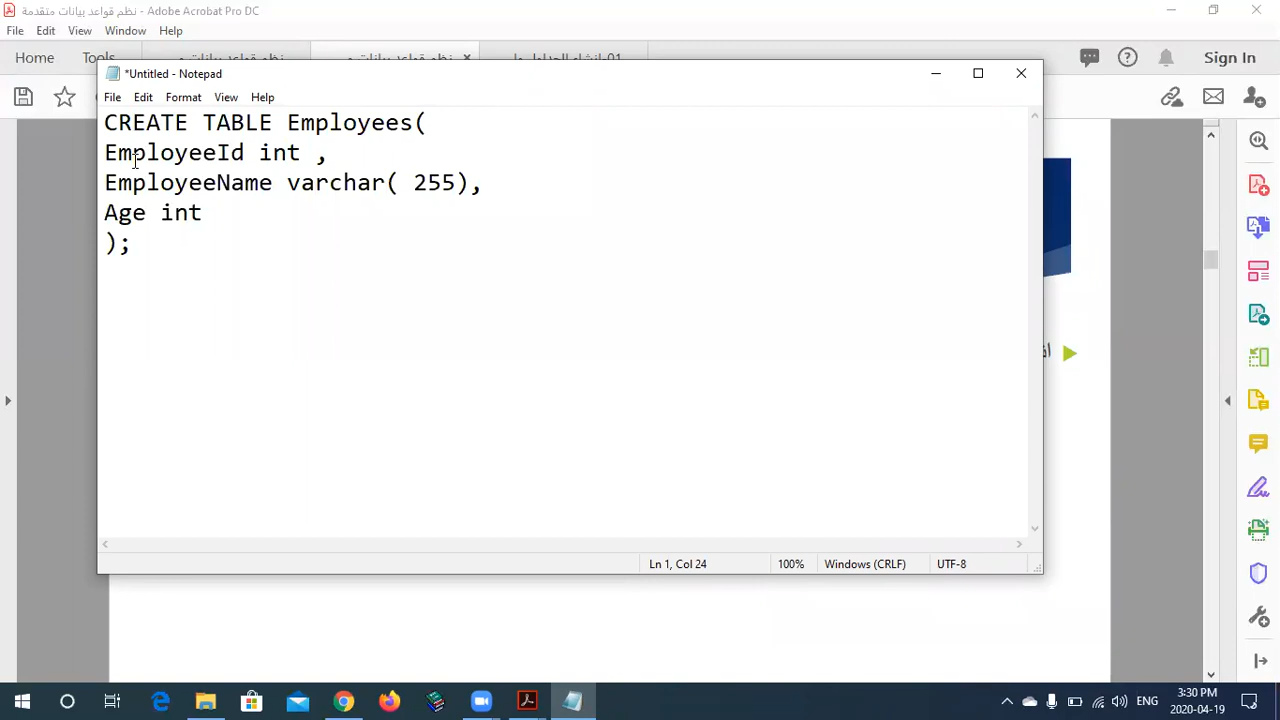 نظم قواعد بيانات متقدمة - Adobe Acrobat Pro DC
File Edit View Window Help
Home Tools
Sign In
*Untitled - Notepad
File Edit Format View Help
CREATE TABLE Employees(
EmployeeId int ,
EmployeeName varchar( 255),
Age int
);
Ln 1, Col 24 100% Windows (CRLF) UTF-8
ENG
3:30 PM
2020-04-19